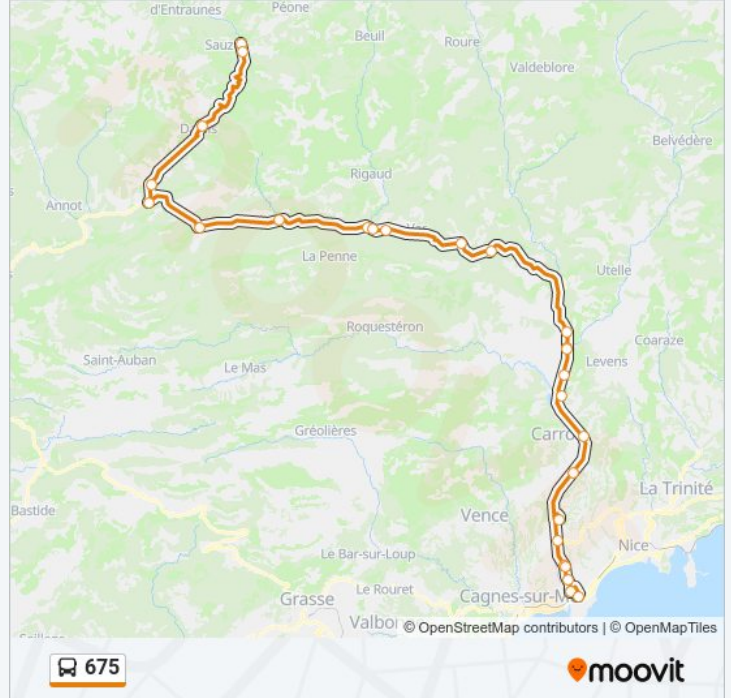 d'Entraunes
Péone
Sauz
Beuil
Roure
Valdeblore
D
Belvédère
Rigaud
Annot
Var
La Penne
Utelle
Roquestéron
Coaraze
Saint-Auban
Levens
Le Mas
Gréolières
Carro
La Trinité
Bastide
Vence
Nice
Le Bar-sur-Loup
Le Rouret
Grasse
Cagnes-sur-M
Valbo
© OpenStreetMap contributors | © OpenMapTiles
675
moovit